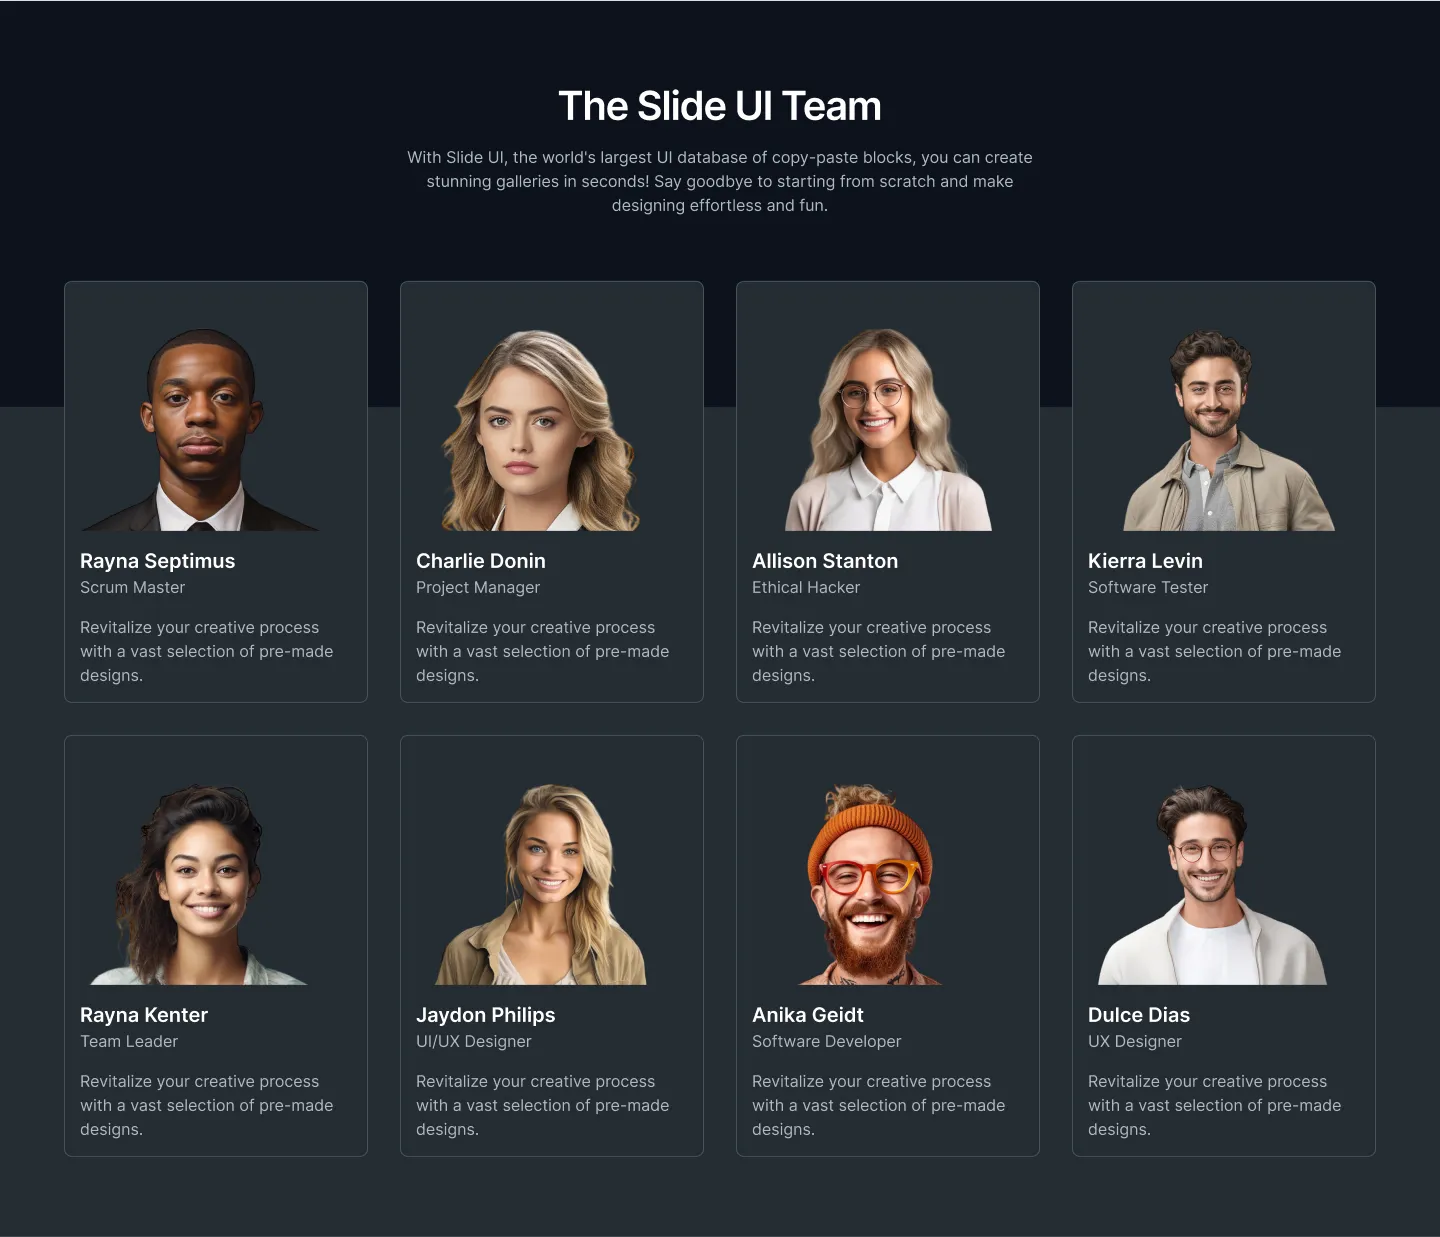 The Slide UI Team
With Slide UI, the world's largest UI database of copy-paste blocks, you can create
stunning galleries in seconds! Say goodbye to starting from scratch and make
designing effortless and fun.
Rayna Septimus
Scrum Master
Revitalize your creative process
with a vast selection of pre-made
designs.
Charlie Donin
Project Manager
Revitalize your creative process
with a vast selection of pre-made
designs.
Allison Stanton
Ethical Hacker
Revitalize your creative process
with a vast selection of pre-made
designs.
Kierra Levin
Software Tester
Revitalize your creative process
with a vast selection of pre-made
designs.
Rayna Kenter
Team Leader
Revitalize your creative process
with a vast selection of pre-made
designs.
Jaydon Philips
UI/UX Designer
Revitalize your creative process
with a vast selection of pre-made
designs.
Anika Geidt
Software Developer
Revitalize your creative process
with a vast selection of pre-made
designs.
Dulce Dias
UX Designer
Revitalize your creative process
with a vast selection of pre-made
designs.